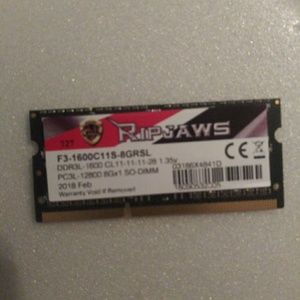 RIPJAWS
F3-1600C11S-8GRSL
DDR3L-1600 CL11-11-11-28 1.35v
PC3L-12800 8Gx1 SO-DIMM
2018 Feb
Warranty Void If Removed
CE